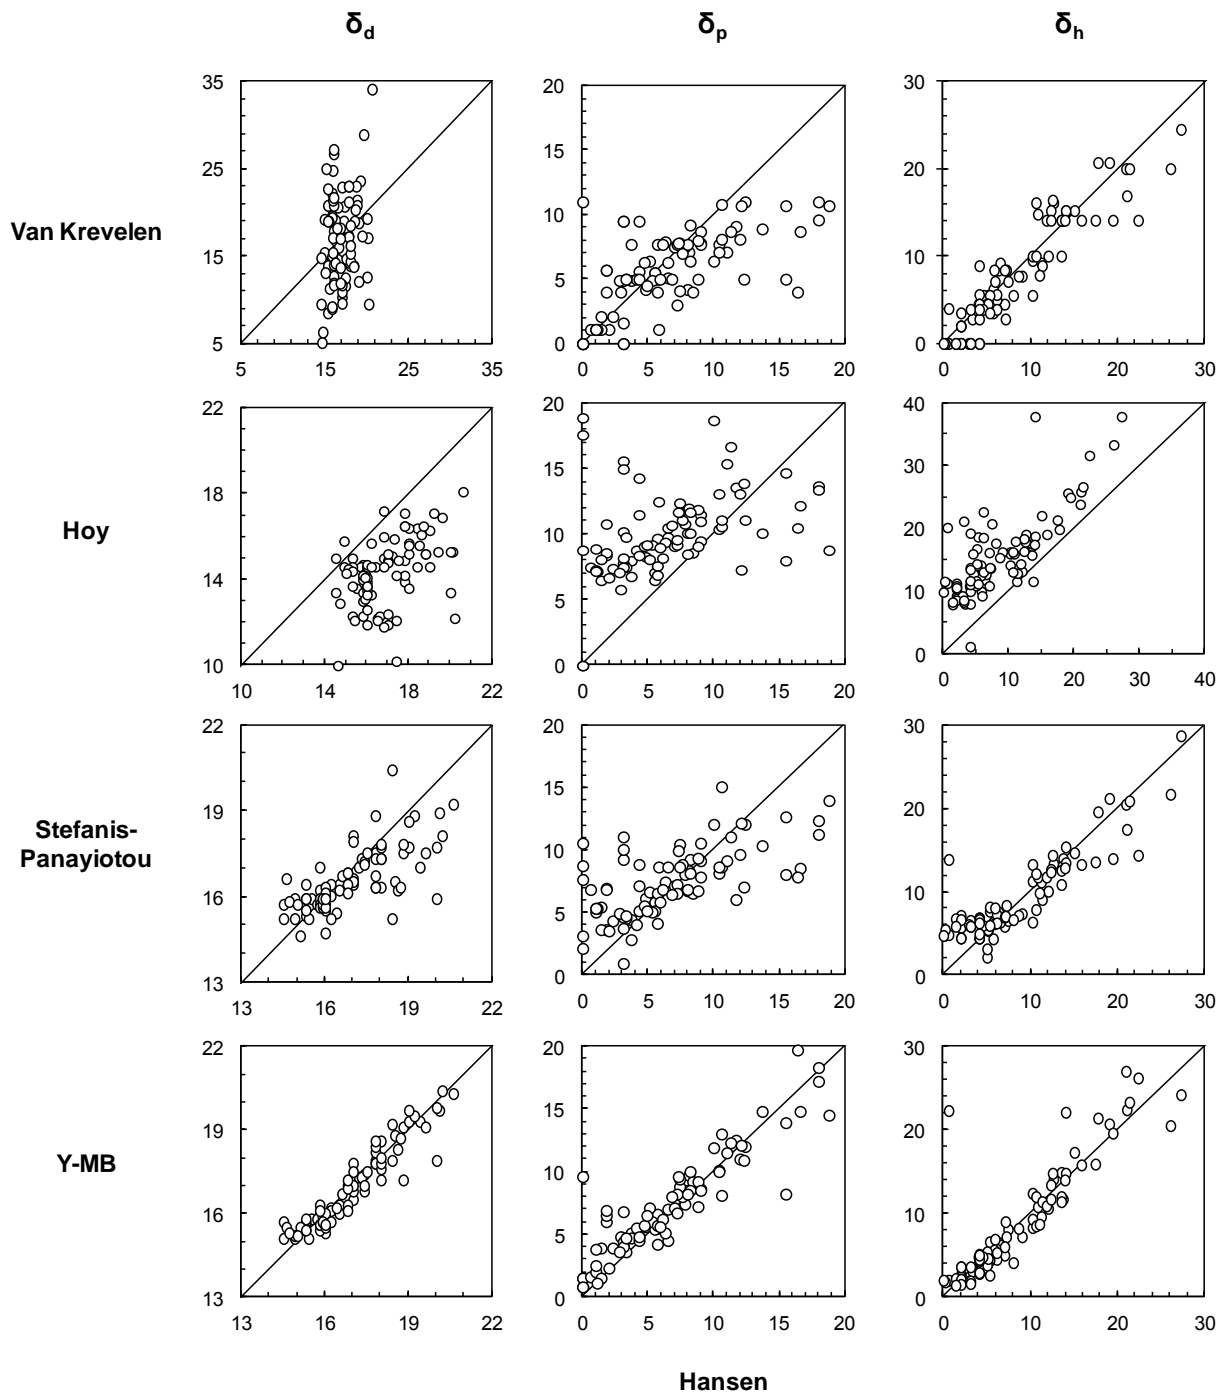 δd δp δh
35 20 30
25 15 20
Van Krevelen
15 10 10
5
5 0 0
5 15 25 35 0 5 10 15 20 0 10 20 30
22 20 40
18 15 30
Hoy
14 10 20
5 10
10 0 0
10 14 18 22 0 5 10 15 20 0 10 20 30 40
22 20 30
19 15 20
Stefanis-
Panayiotou
16 10 10
5
13 0 0
13 16 19 22 0 5 10 15 20 0 10 20 30
22 20 30
19 15 20
Y-MB
16 10 10
5
13 0 0
13 16 19 22 0 5 10 15 20 0 10 20 30
Hansen